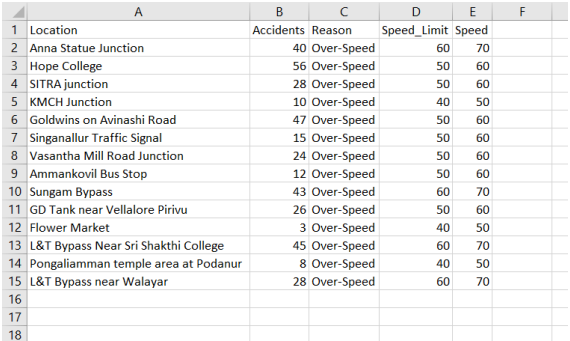 A B C D E F
1 Location Accidents Reason Speed_Limit Speed
2 Anna Statue Junction 40 Over-Speed 60 70
3 Hope College 56 Over-Speed 50 60
4 SITRA junction 28 Over-Speed 50 60
5 KMCH Junction 10 Over-Speed 40 50
6 Goldwins on Avinashi Road 47 Over-Speed 50 60
7 Singanallur Traffic Signal 15 Over-Speed 50 60
8 Vasantha Mill Road Junction 24 Over-Speed 50 60
9 Ammankovil Bus Stop 12 Over-Speed 50 60
10 Sungam Bypass 43 Over-Speed 60 70
11 GD Tank near Vellalore Pirivu 26 Over-Speed 50 60
12 Flower Market 3 Over-Speed 40 50
13 L&T Bypass Near Sri Shakthi College 45 Over-Speed 60 70
14 Pongaliamman temple area at Podanur 8 Over-Speed 40 50
15 L&T Bypass near Walayar 28 Over-Speed 60 70
16
17
18